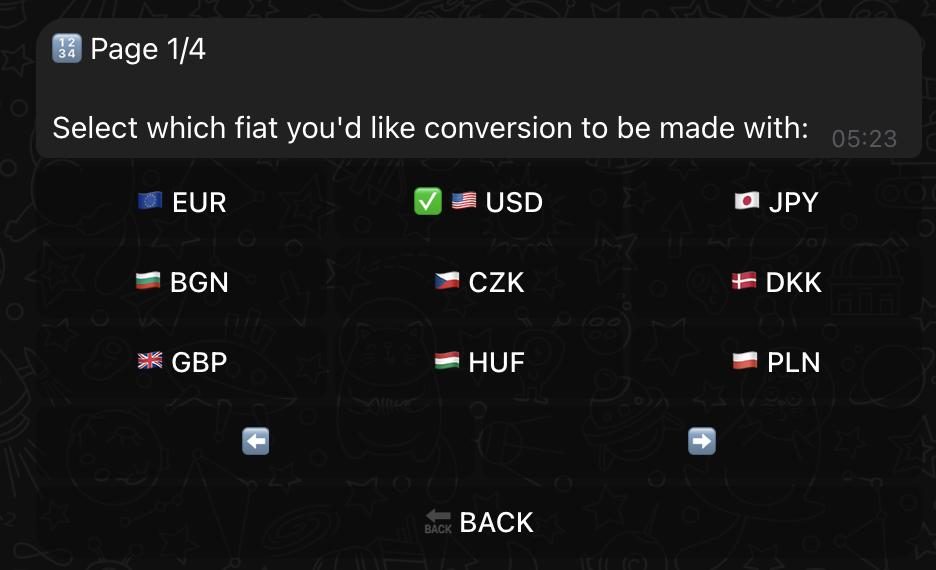 🔢 Page 1/4
Select which fiat you'd like conversion to be made with:
05:23
🇪🇺 EUR
✅ 🇺🇸 USD
🇯🇵 JPY
🇧🇬 BGN
🇨🇿 CZK
🇩🇰 DKK
🇬🇧 GBP
🇭🇺 HUF
🇵🇱 PLN
⬅️
➡️
🔙 BACK